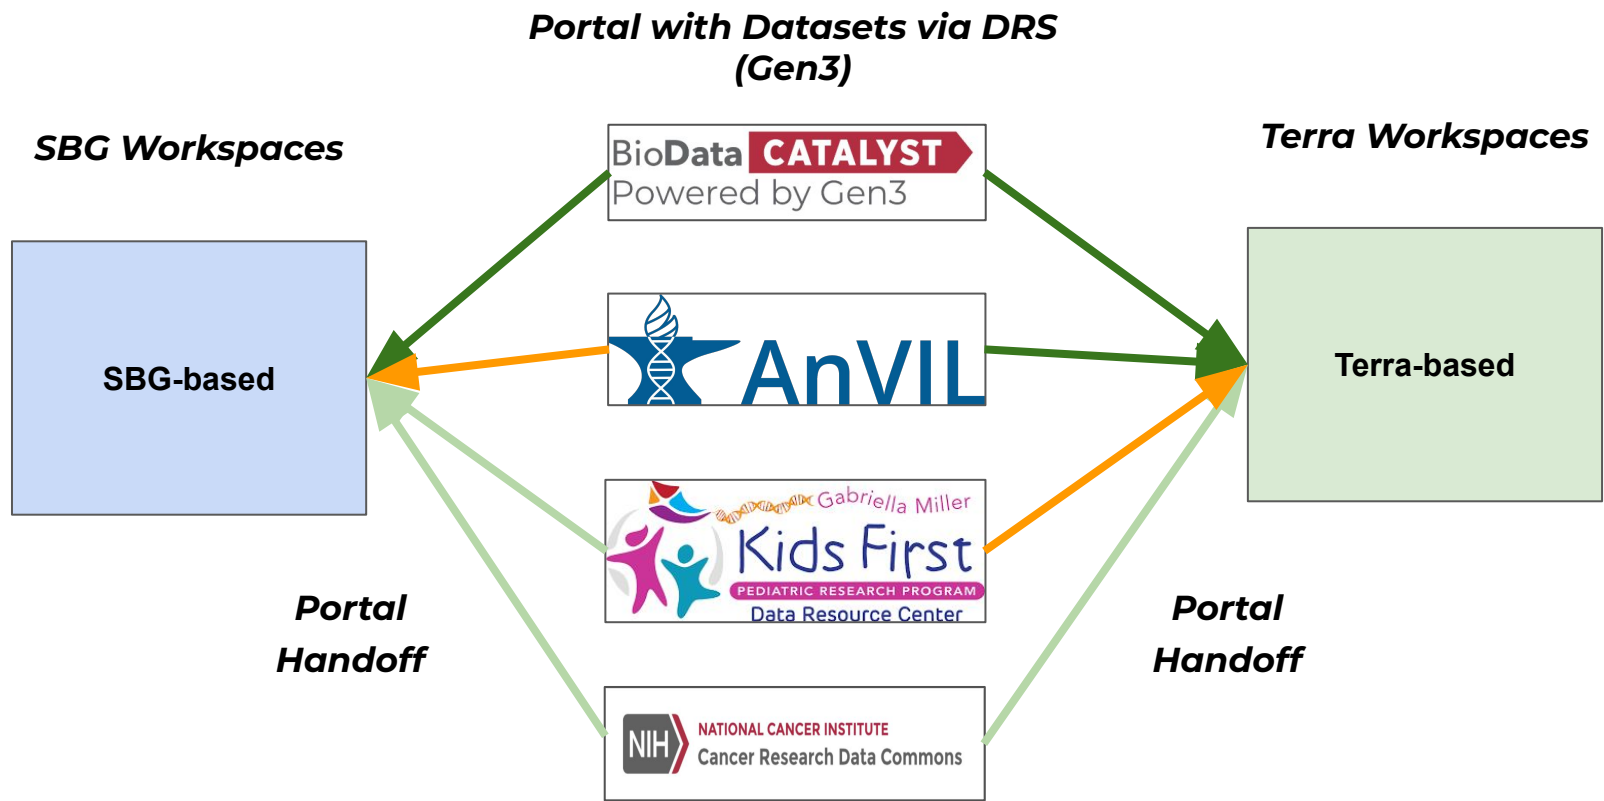 Portal with Datasets via DRS
(Gen3)
SBG Workspaces
Terra Workspaces
BioData CATALYST
Powered by Gen3
SBG-based
AnVIL
Terra-based
Gabriella Miller
Kids First
PEDIATRIC RESEARCH PROGRAM
Data Resource Center
Portal
Handoff
Portal
Handoff
NIH
NATIONAL CANCER INSTITUTE
Cancer Research Data Commons